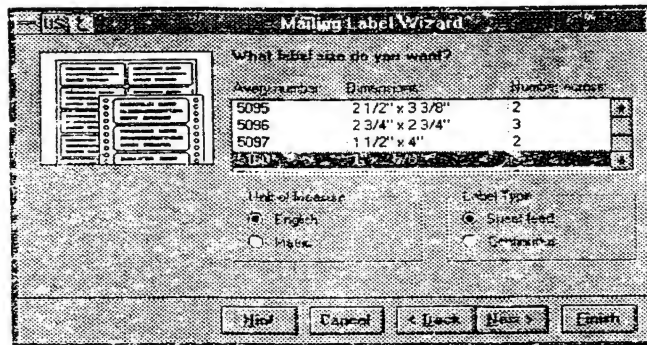 Mailing Label Wizard
What label size do you want?
Avery number Dimensions Number across
5095 2 1/2" x 3 3/8" 2
5096 2 3/4" x 2 3/4" 3
5097 1 1/2" x 4" 2
Unit of Measure Label Type
English Sheet feed
Metric Continuous
Hint Cancel < Back Next > Finish